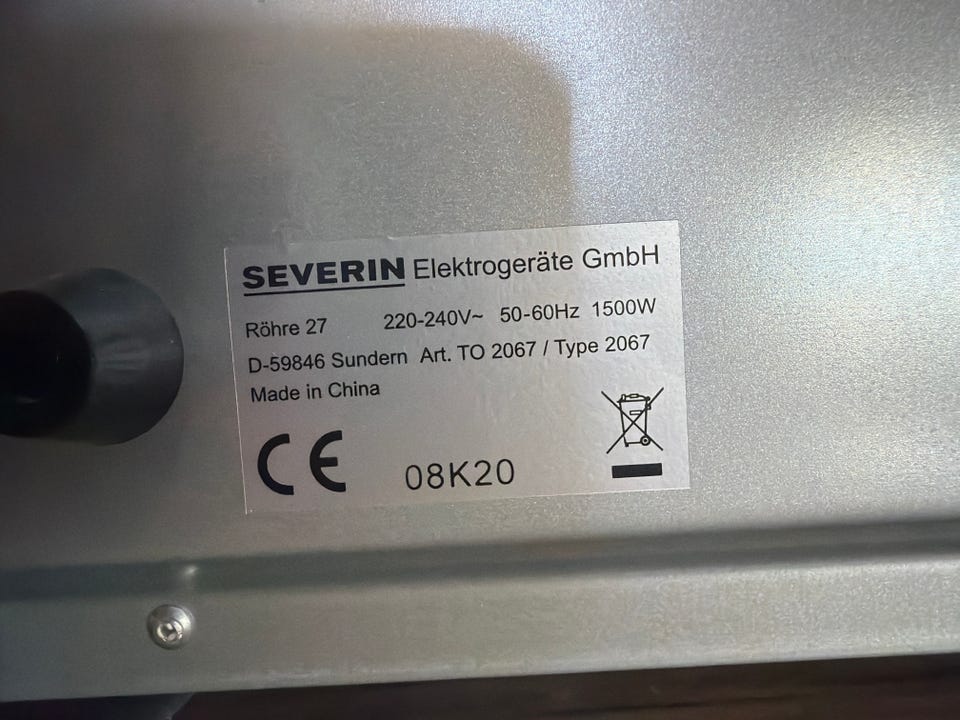 SEVERIN Elektrogeräte GmbH
Röhre 27 220-240V~ 50-60Hz 1500W
D-59846 Sundern Art. TO 2067 / Type 2067
Made in China
CE 08K20